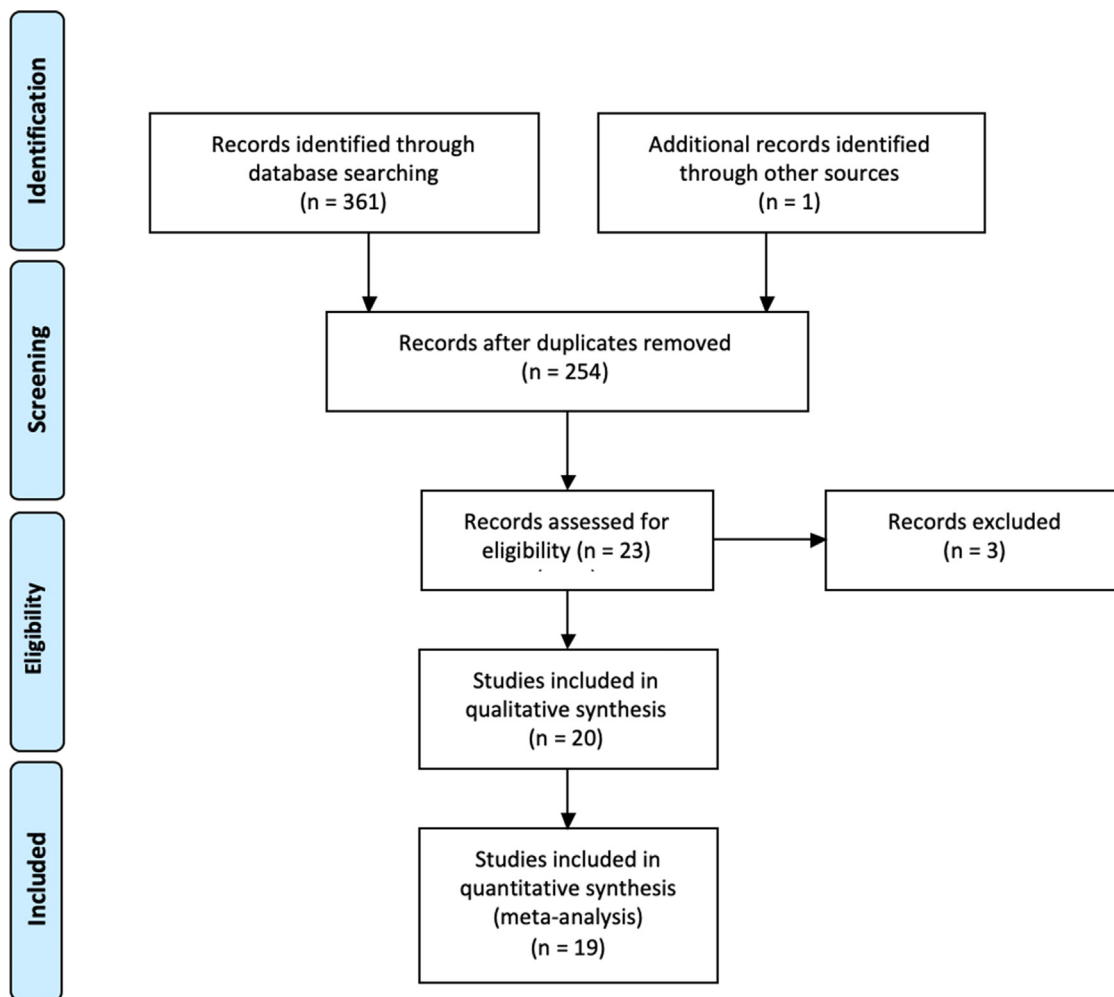 Identification
Records identified through
database searching
(n = 361)
Additional records identified
through other sources
(n = 1)
Screening
Records after duplicates removed
(n = 254)
Eligibility
Records assessed for
eligibility (n = 23)
Records excluded
(n = 3)
Studies included in
qualitative synthesis
(n = 20)
Included
Studies included in
quantitative synthesis
(meta-analysis)
(n = 19)